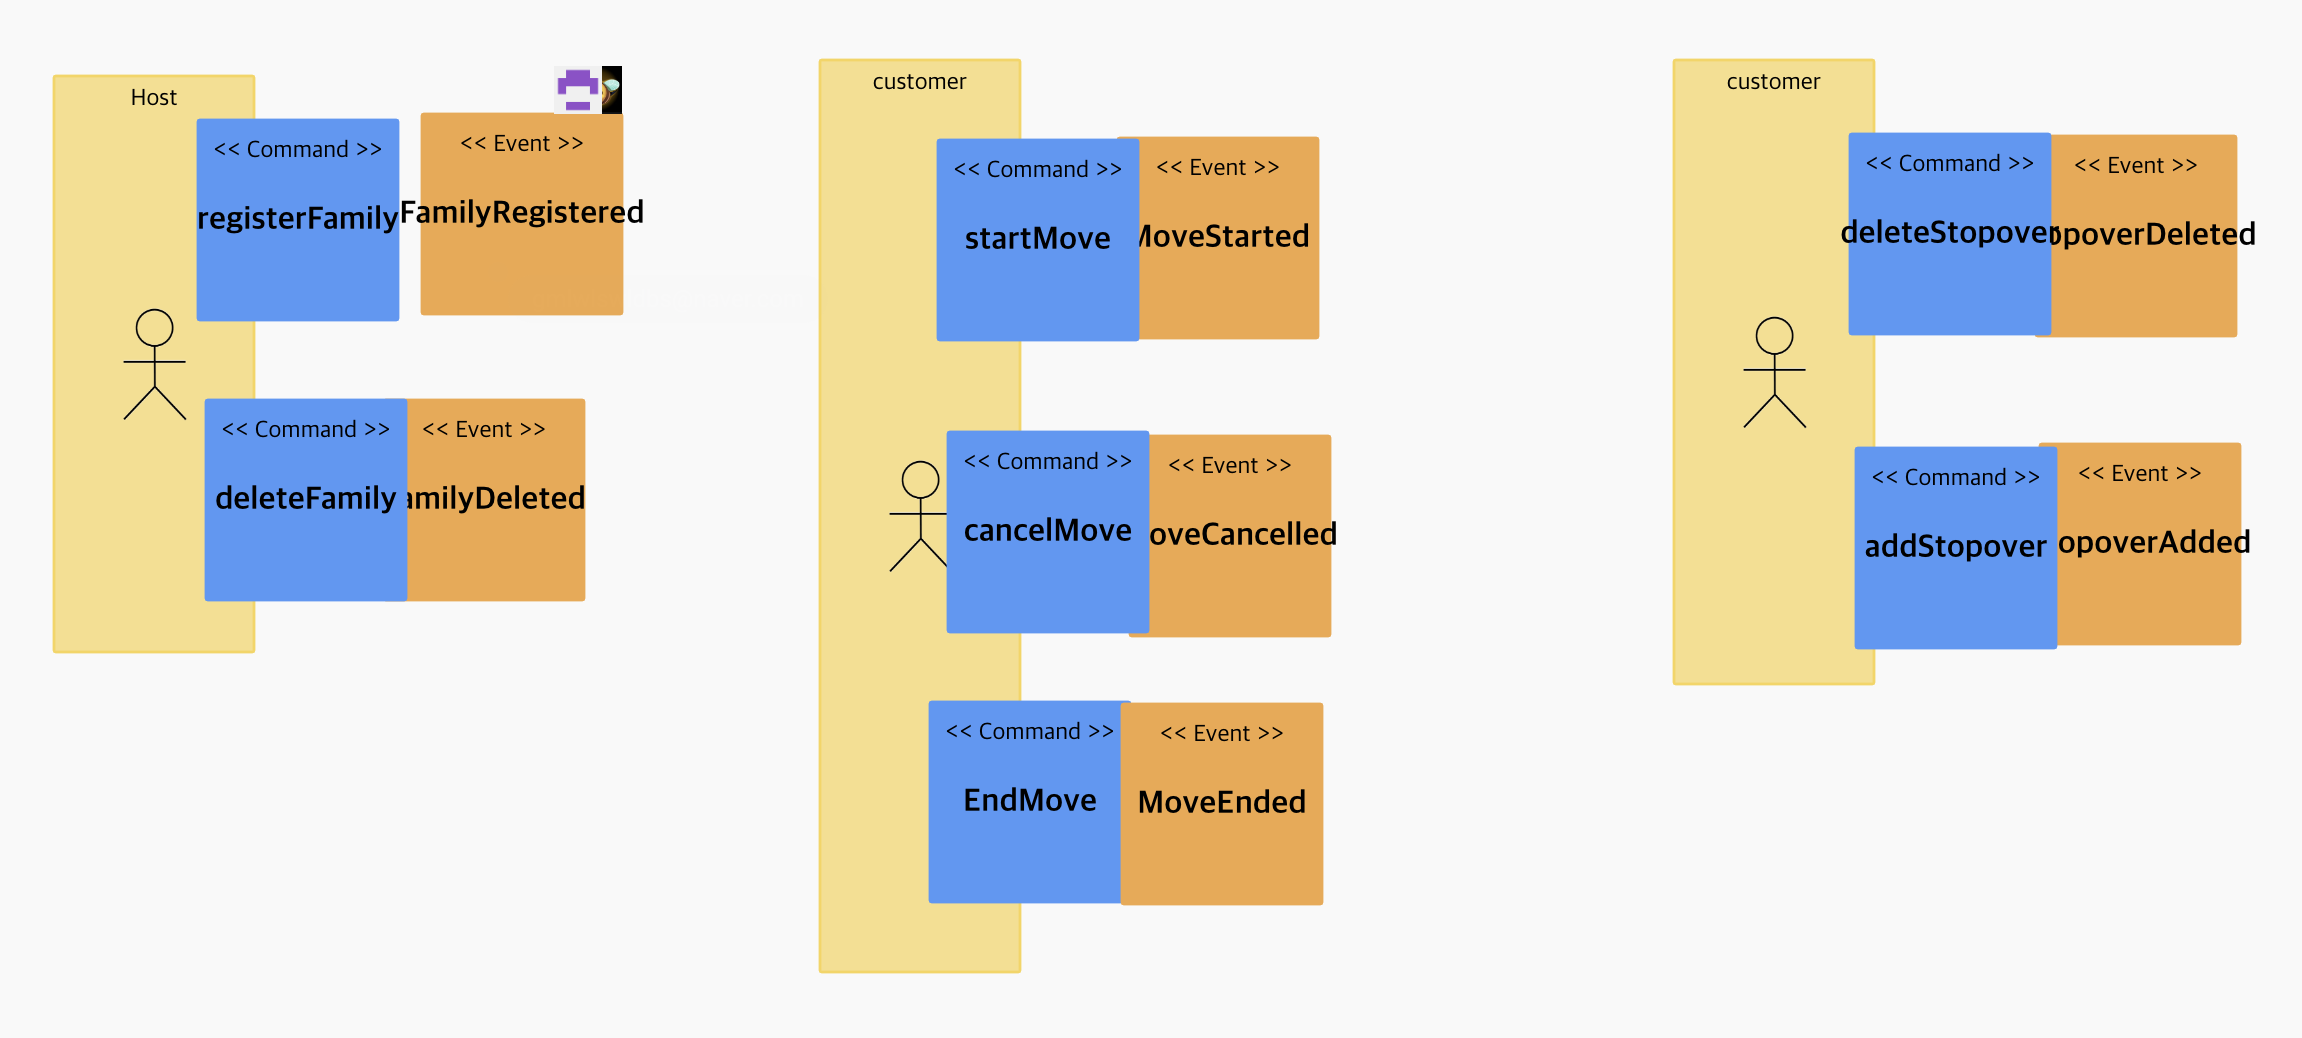 Host
<< Command >>
registerFamily
<< Event >>
FamilyRegistered
<< Command >>
deleteFamily
<< Event >>
amilyDeleted
customer
<< Command >>
startMove
<< Event >>
MoveStarted
<< Command >>
cancelMove
<< Event >>
oveCancelled
<< Command >>
EndMove
<< Event >>
MoveEnded
customer
<< Command >>
deleteStopover
<< Event >>
opoverDeleted
<< Command >>
addStopover
<< Event >>
opoverAdded